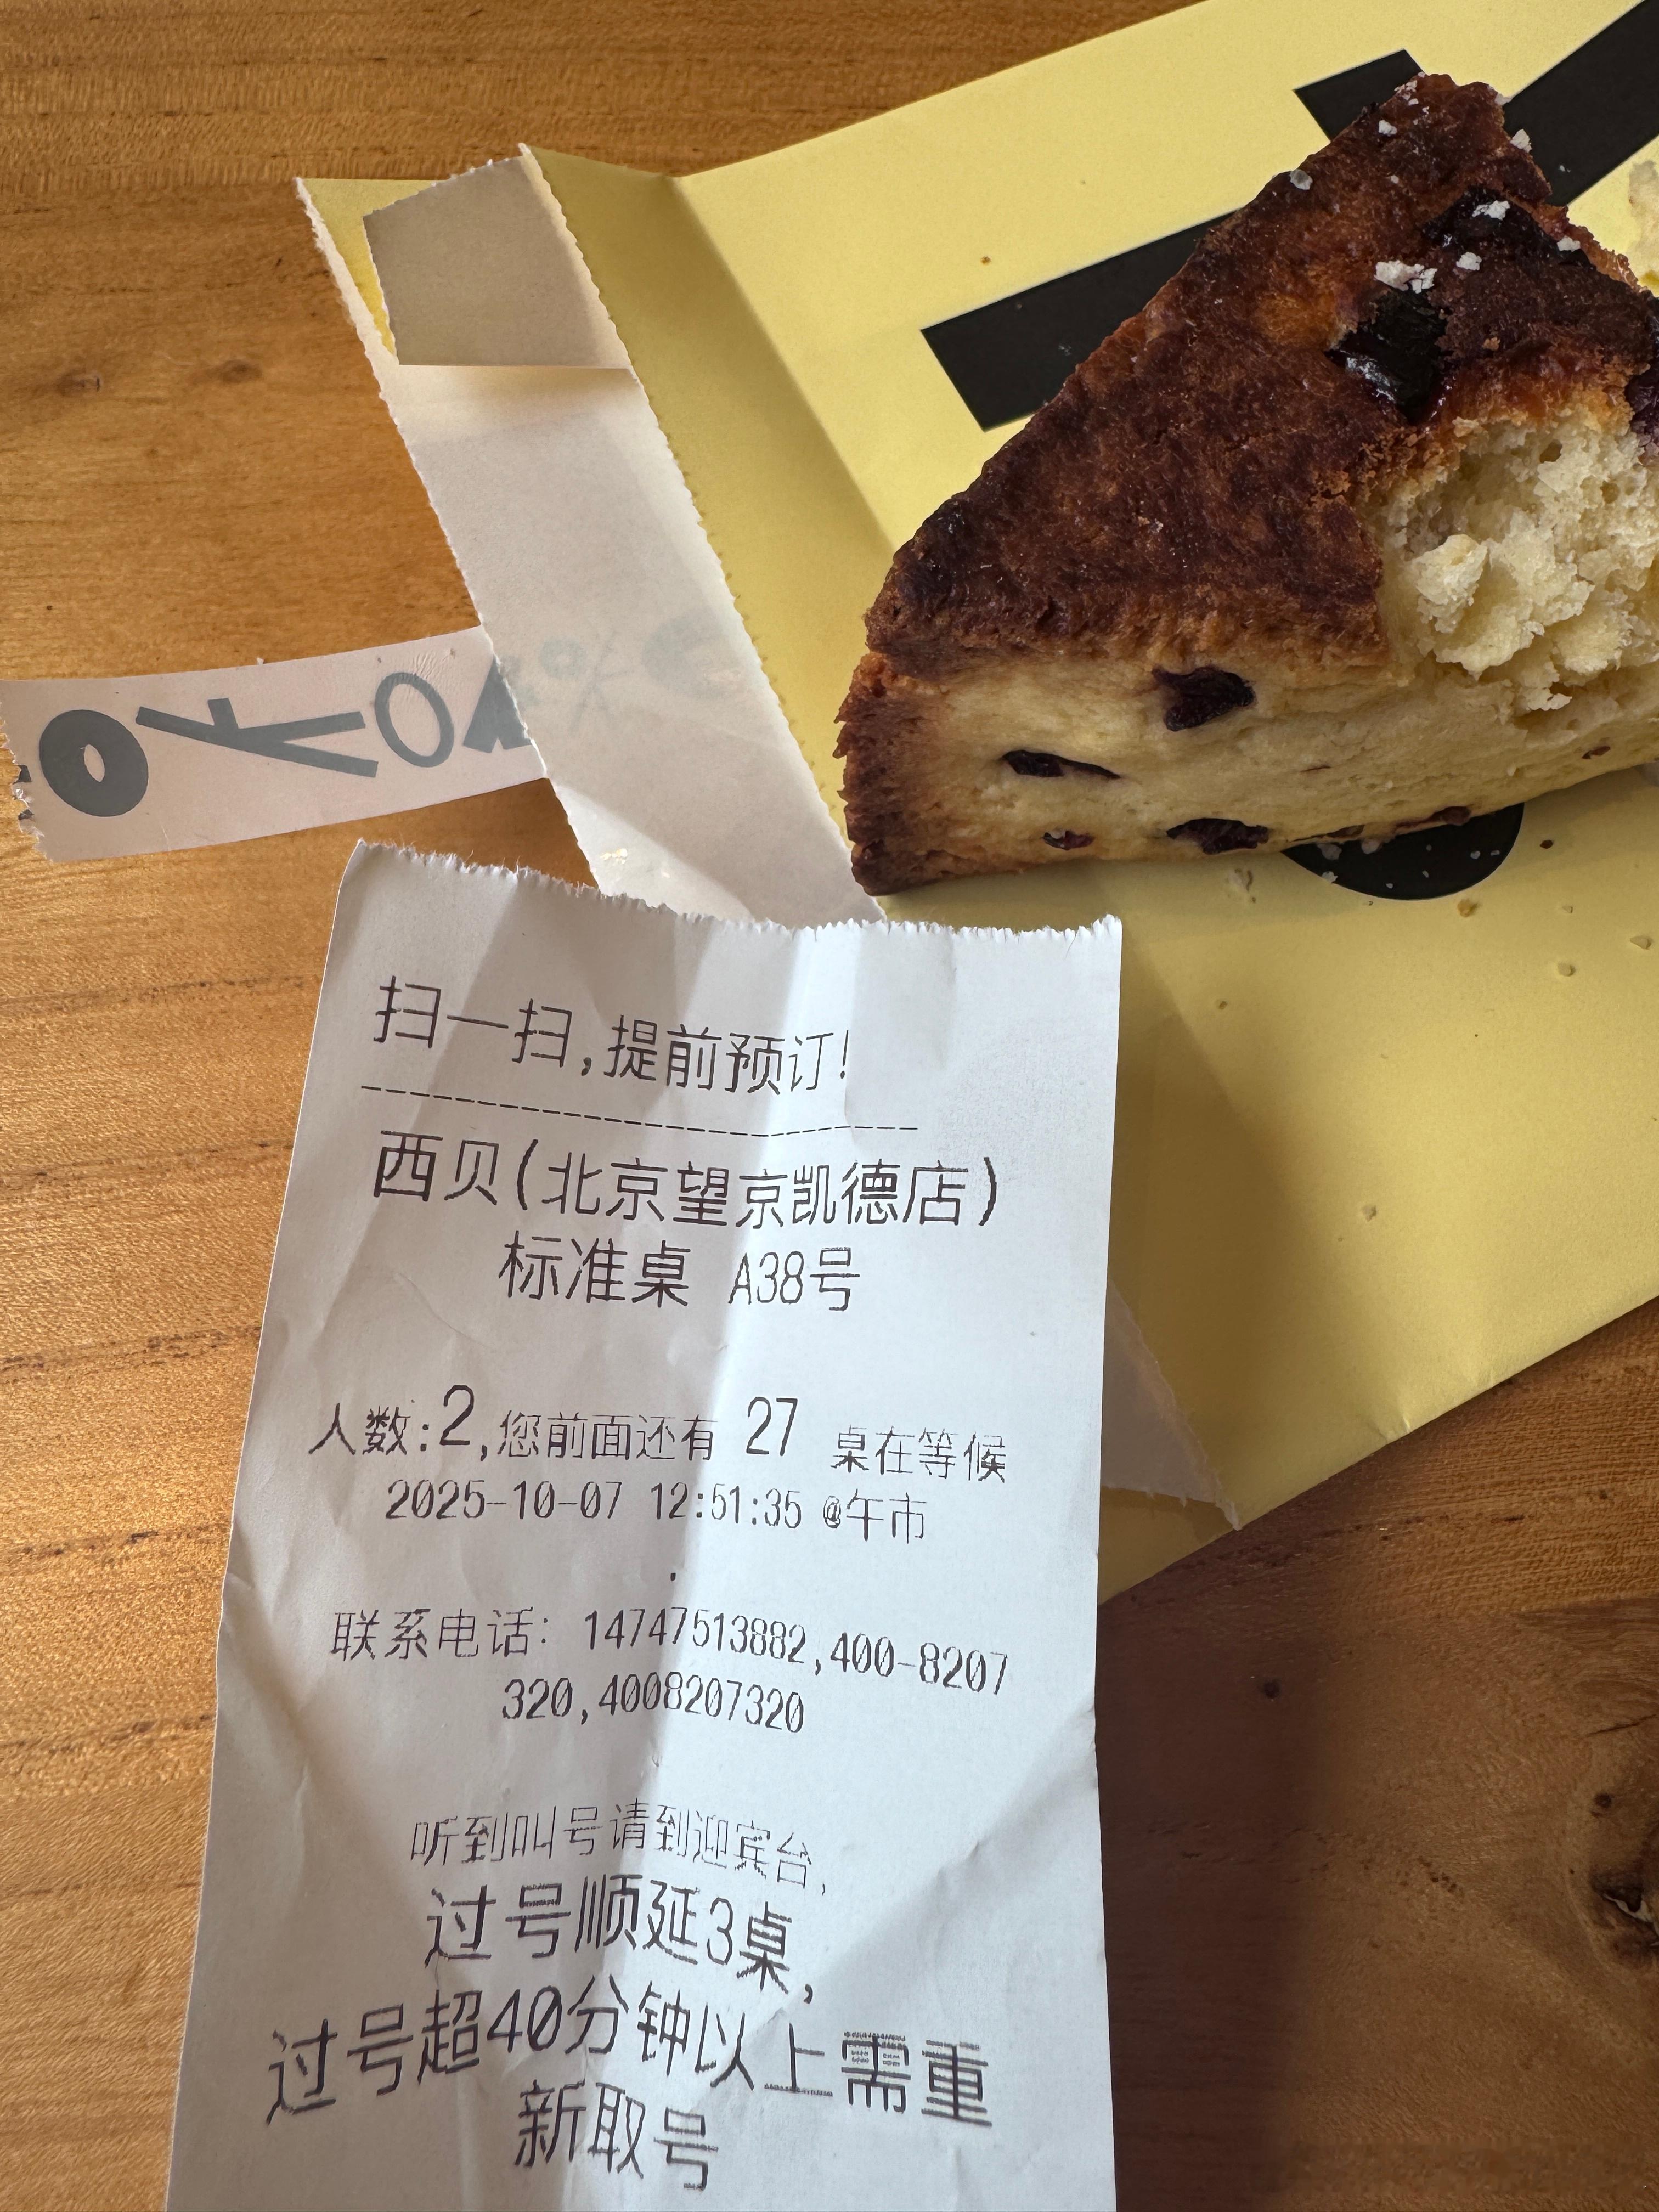 扫一扫,提前预订!
西贝(北京望京凯德店)
标准桌 A38号
人数:2,您前面还有 27 桌在等候
2025-10-07 12:51:35 @午市
联系电话: 14747513882,400-8207
320,4008207320
听到叫号请到迎宾台,
过号顺延3桌,
过号超40分钟以上需重
新取号